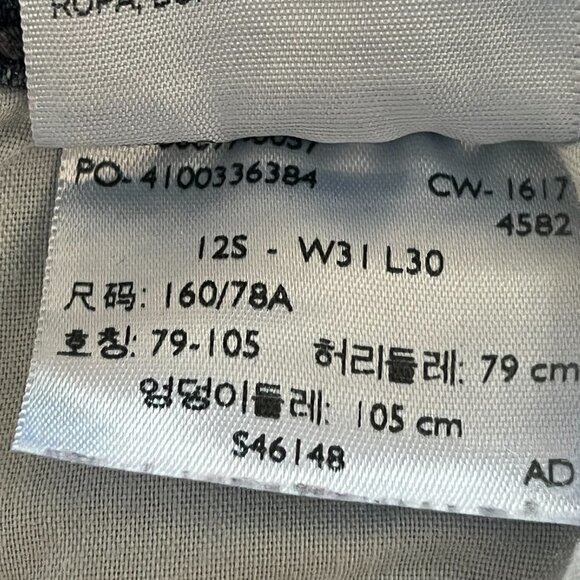 ROPA,
PO- 4100336384 CW- 1617
4582
12S - W31 L30
尺码: 160/78A
호칭: 79-105 허리둘레: 79 cm
엉덩이둘레: 105 cm
S46148
AD